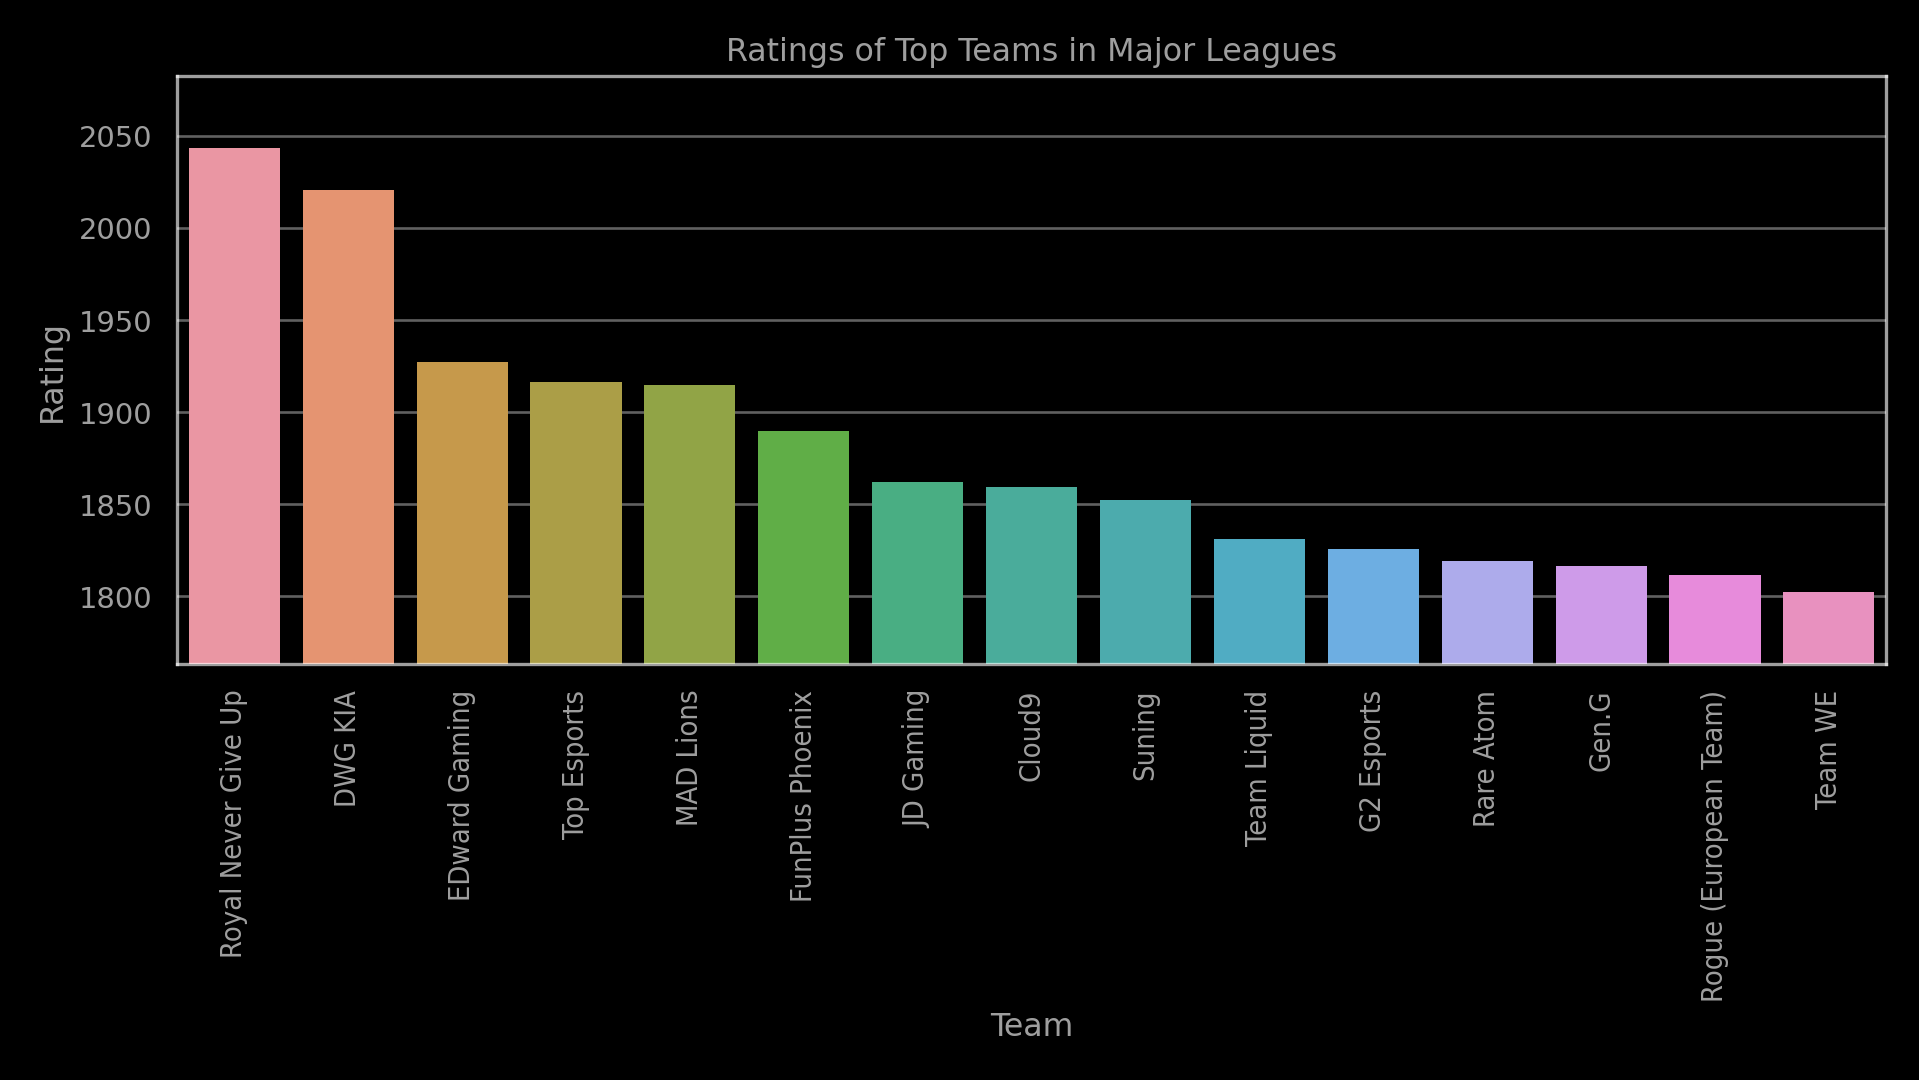 Ratings of Top Teams in Major Leagues
Rating
2050
2000
1950
1900
1850
1800
Royal Never Give Up
DWG KIA
EDward Gaming
Top Esports
MAD Lions
FunPlus Phoenix
JD Gaming
Cloud9
Suning
Team Liquid
G2 Esports
Rare Atom
Gen.G
Rogue (European Team)
Team WE
Team